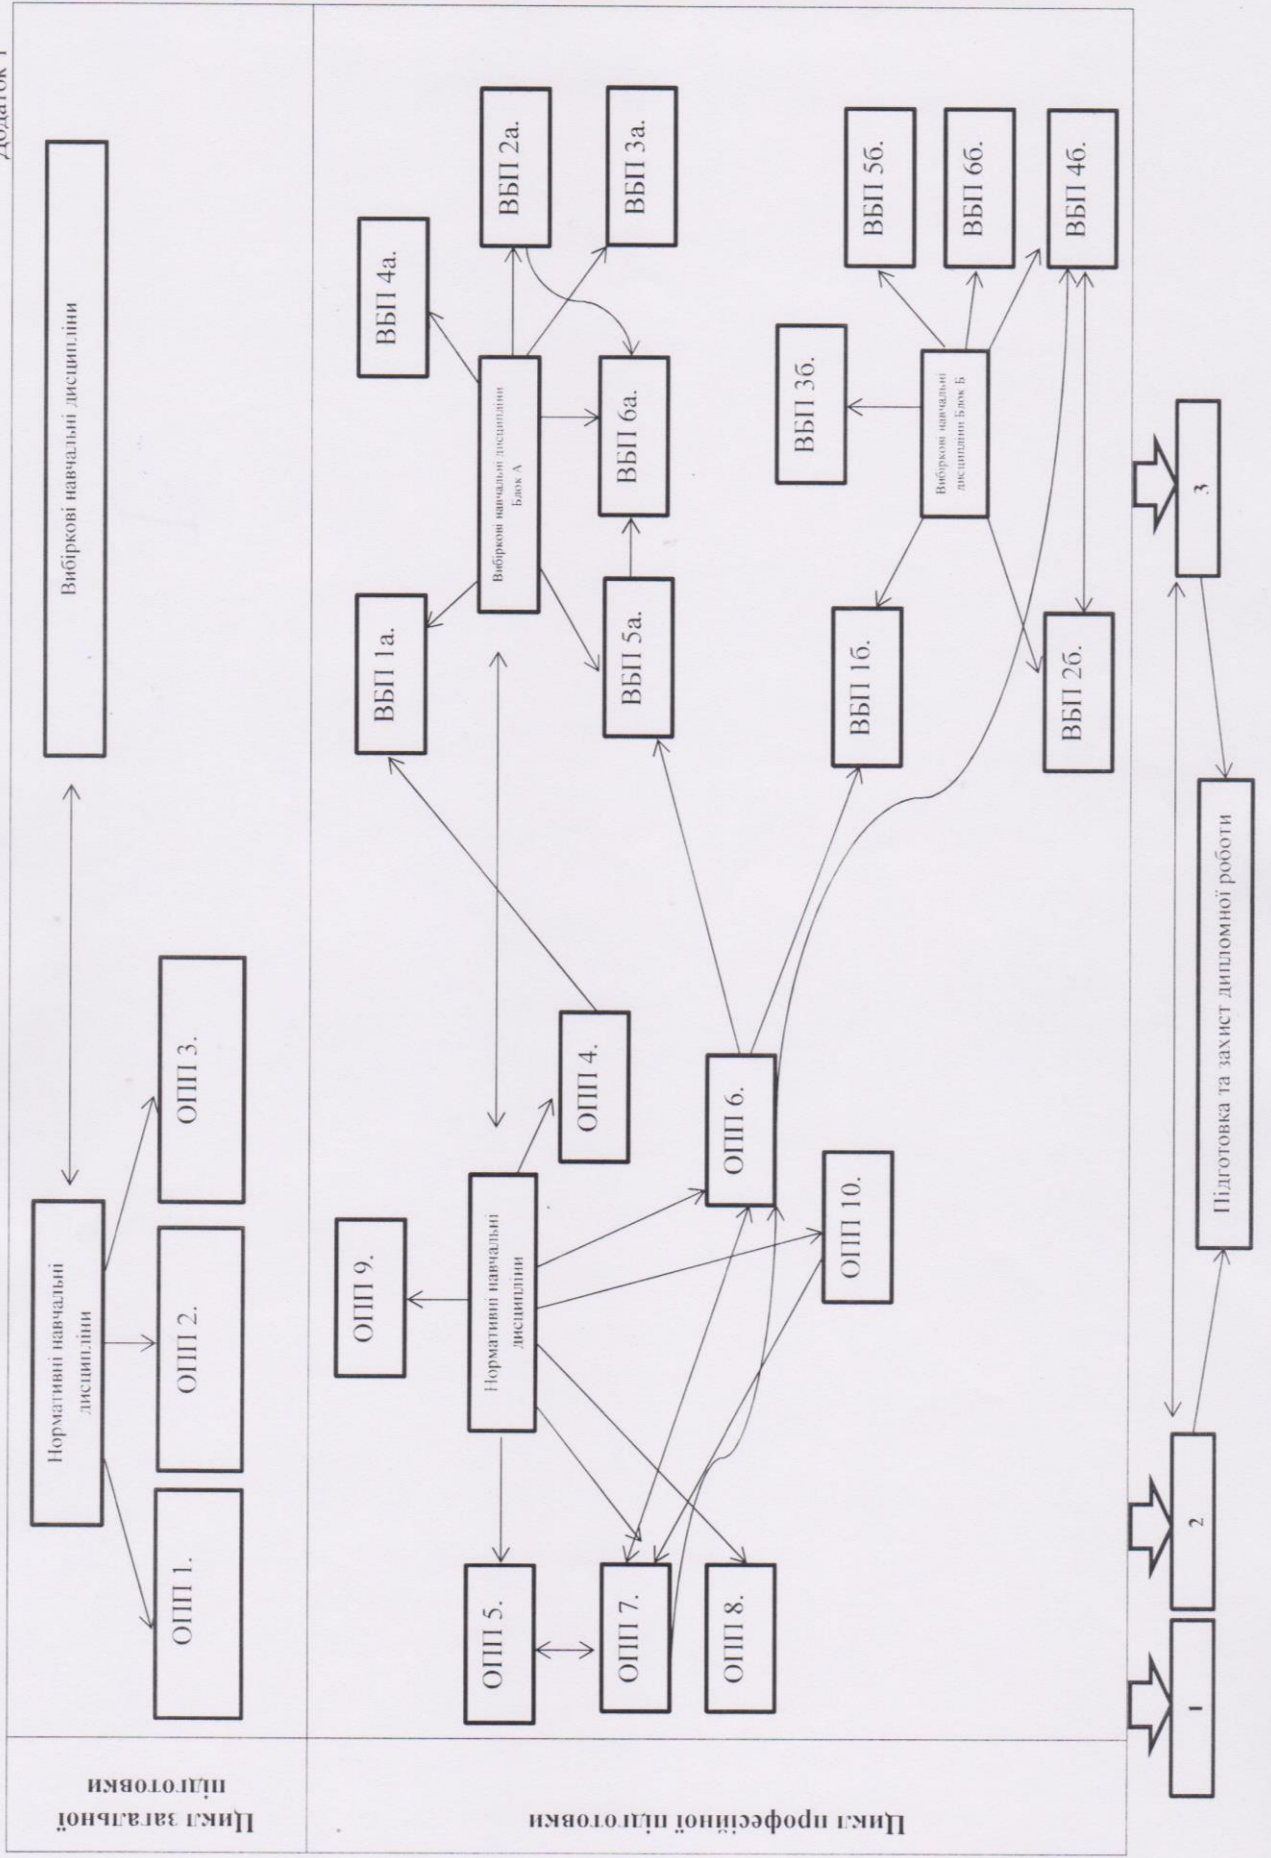 Додаток 1
Цикл загальної
підготовки
Нормативні навчальні
дисципліни
Вибіркові навчальні дисципліни
ОПП 1.
ОПП 2.
ОПП 3.
Цикл професійної підготовки
ОПП 9.
ВБП 1а.
ВБП 4а.
Нормативні навчальні
дисципліни
Вибіркові навчальні дисципліни
Блок А
ВБП 2а.
ОПП 5.
ОПП 4.
ОПП 7.
ВБП 5а.
ВБП 6а.
ВБП 3а.
ОПП 8.
ОПП 6.
ОПП 10.
ВБП 3б.
ВБП 1б.
ВБП 5б.
Вибіркові навчальні
дисципліни Блок Б
ВБП 6б.
ВБП 2б.
ВБП 4б.
1
2
3
Підготовка та захист дипломної роботи